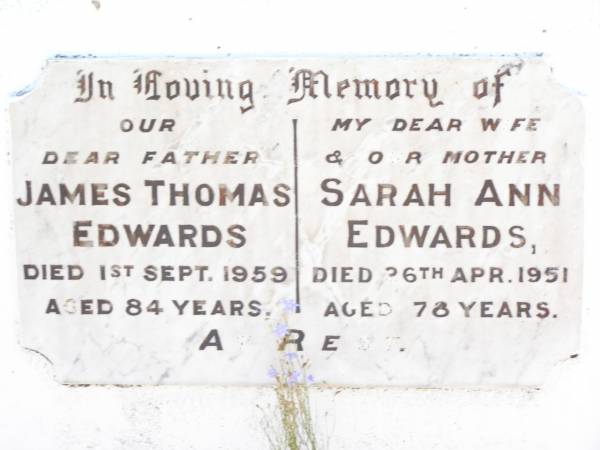 In Loving Memory of
OUR
DEAR FATHER
JAMES THOMAS
EDWARDS
DIED 1ST SEPT. 1959
AGED 84 YEARS.
MY DEAR WIFE
& OUR MOTHER
SARAH ANN
EDWARDS,
DIED 26TH APR. 1951
AGED 78 YEARS.
AT REST.